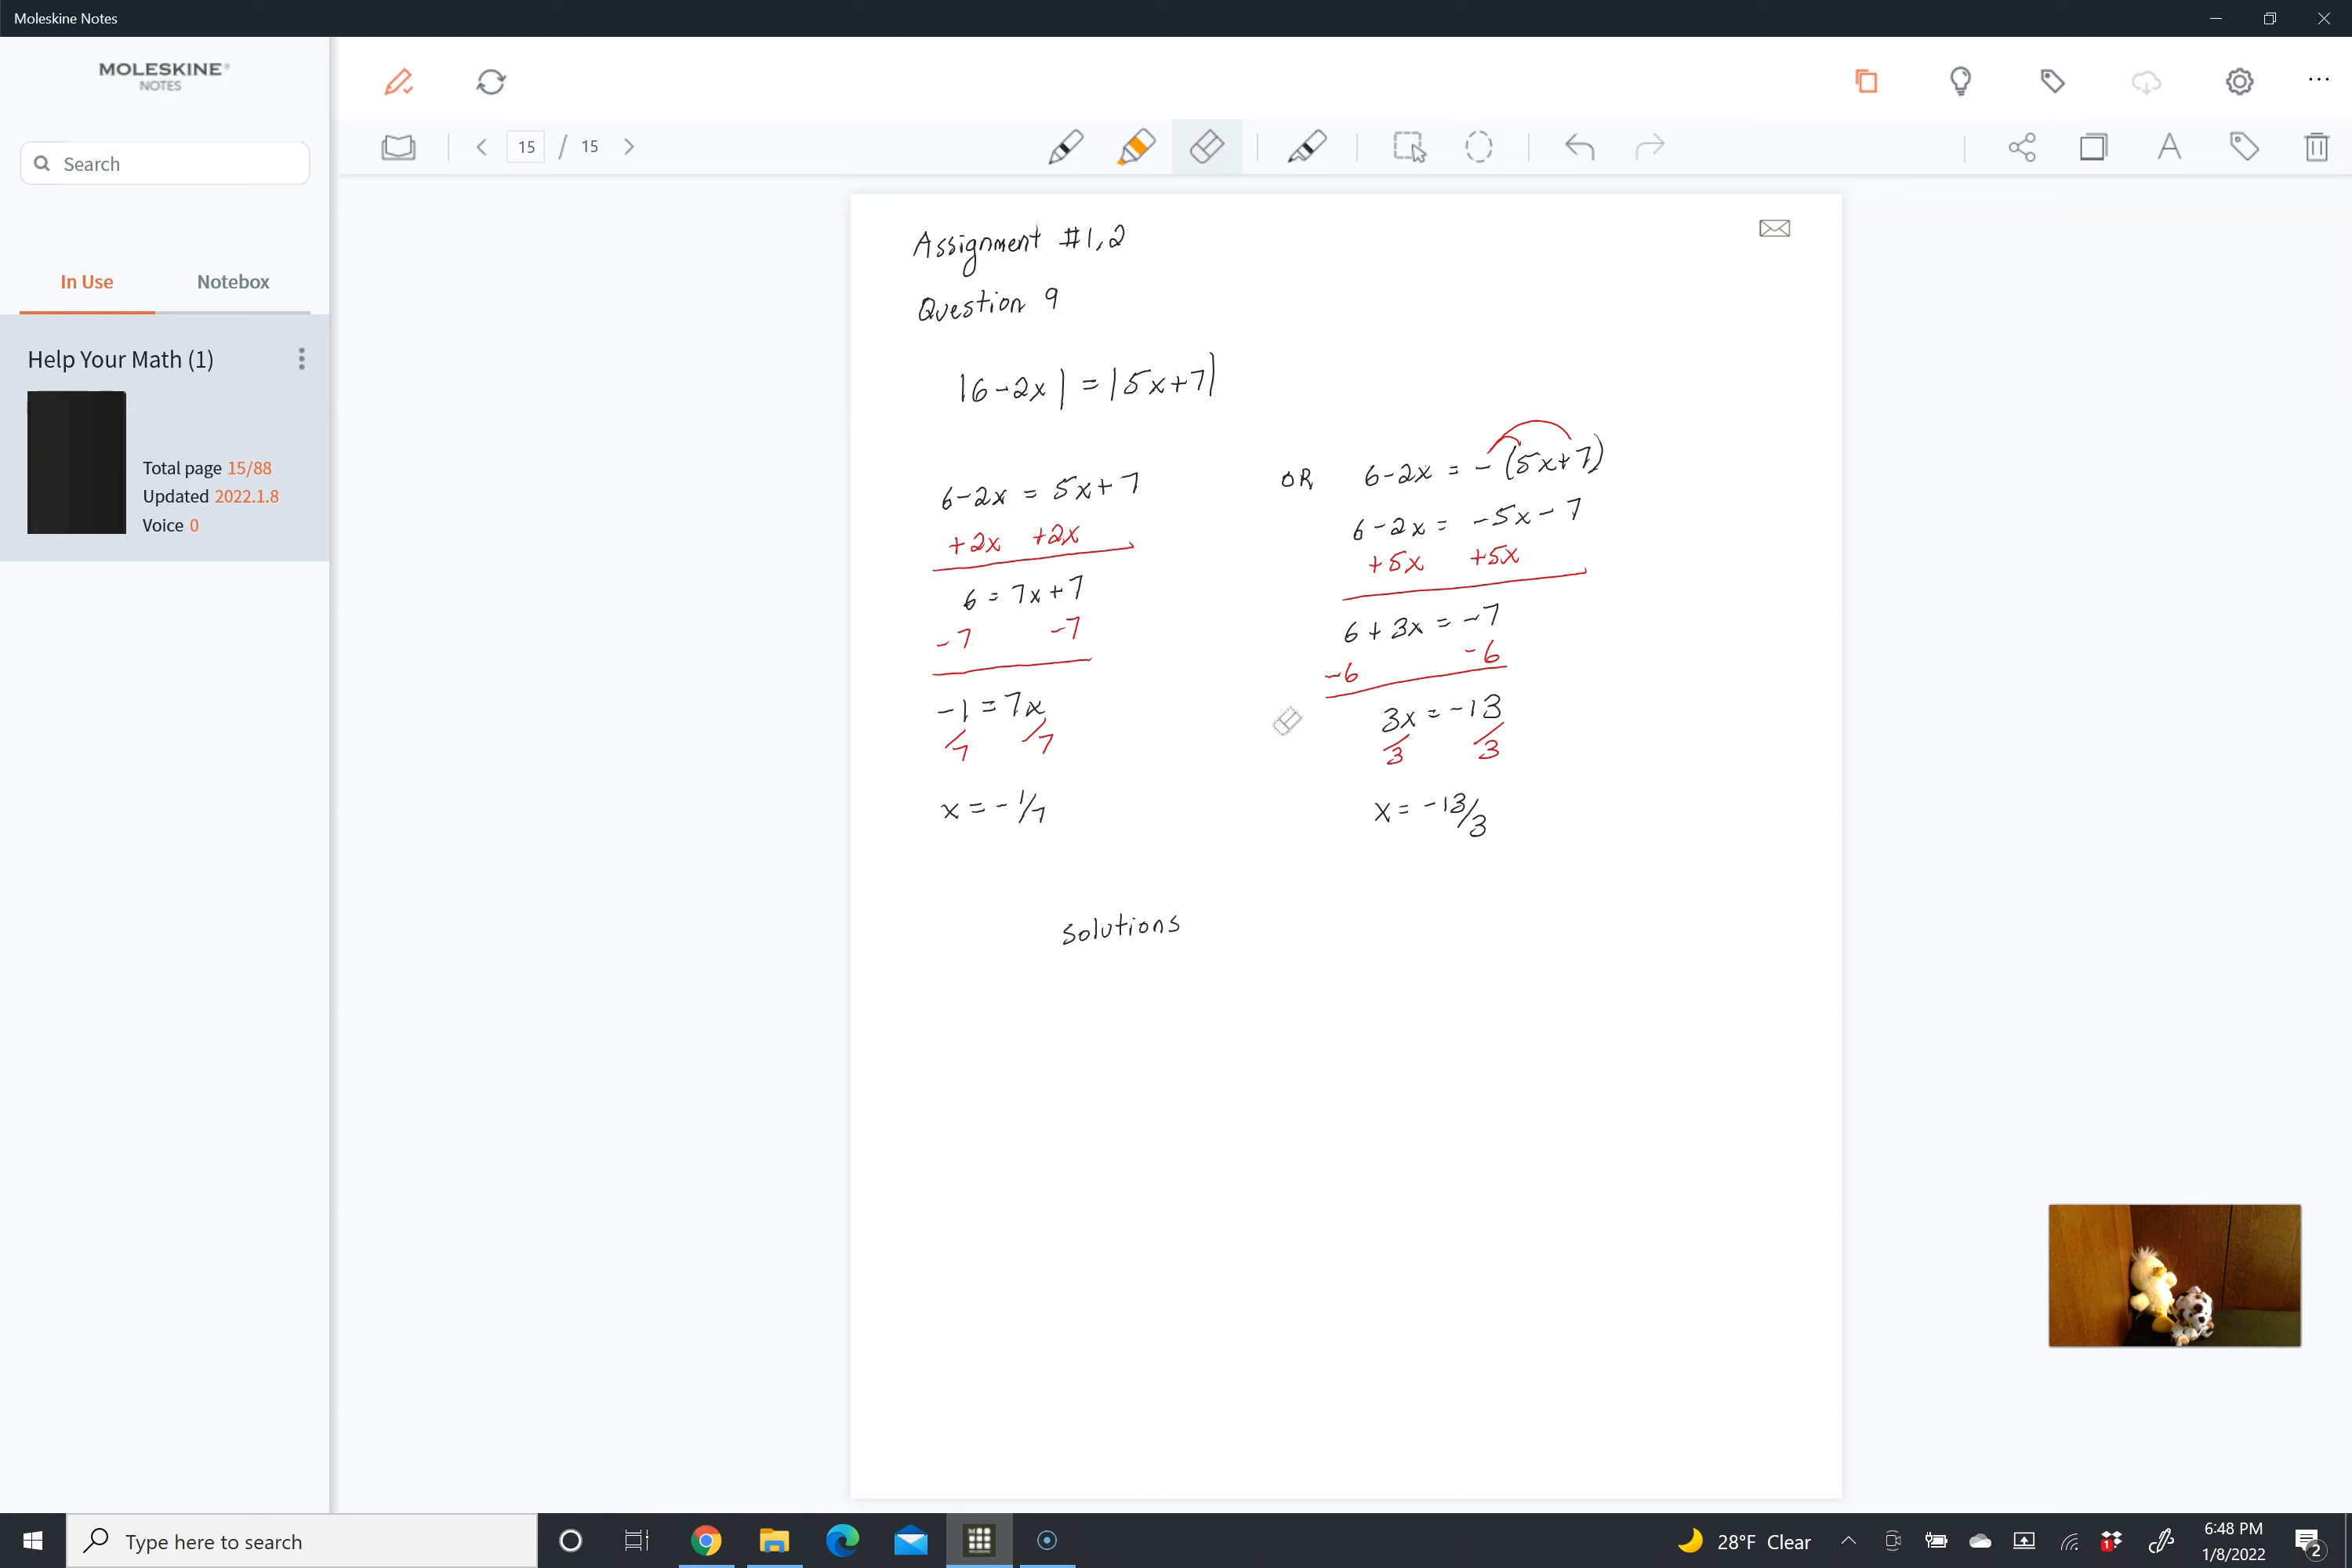 Moleskine Notes
MOLESKINE®
NOTES
Search
In Use Notebox
Help Your Math (1)
Total page 15/88
Updated 2022.1.8
Voice 0
15 / 15
A
Assignment #1,2
Question 9
|6-2x| = |5x+7|
6-2x = 5x+7
+2x +2x
6 = 7x+7
-7 -7
-1 = 7x
/7 /7
x = -1/7
OR 6-2x = -(5x+7)
6-2x = -5x-7
+5x +5x
6+3x = -7
-6 -6
3x = -13
/3 /3
x = -13/3
solutions
Type here to search
28°F Clear
1
6:48 PM
1/8/2022
2